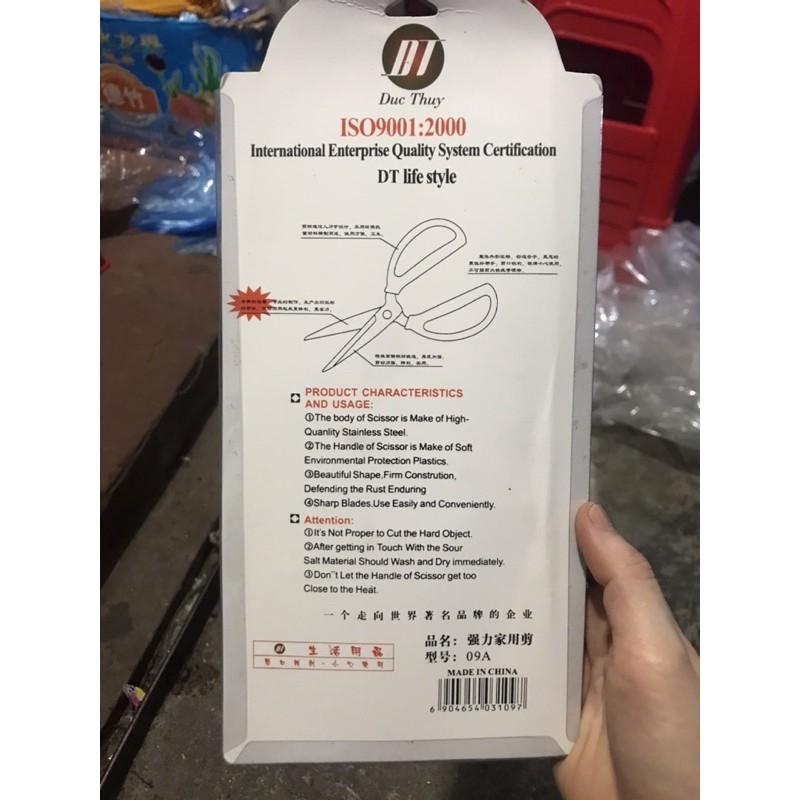 DT
Duc Thuy
ISO9001:2000
International Enterprise Quality System Certification
DT life style
PRODUCT CHARACTERISTICS
AND USAGE:
①The body of Scissor is Make of High-
Quanlity Stainless Steel.
②The Handle of Scissor is Make of Soft
Environmental Protection Plastics.
③Beautiful Shape,Firm Constrution,
Defending the Rust Enduring
④Sharp Blades.Use Easily and Conveniently.
Attention:
①It's Not Proper to Cut the Hard Object.
②After getting in Touch With the Sour
Salt Material Should Wash and Dry immediately.
③Don"t Let the Handle of Scissor get too
Close to the Heat.
一个走向世界著名品牌的企业
DT 生活用品
品名：强力家用剪
型号：09A
MADE IN CHINA
6 904654 031097